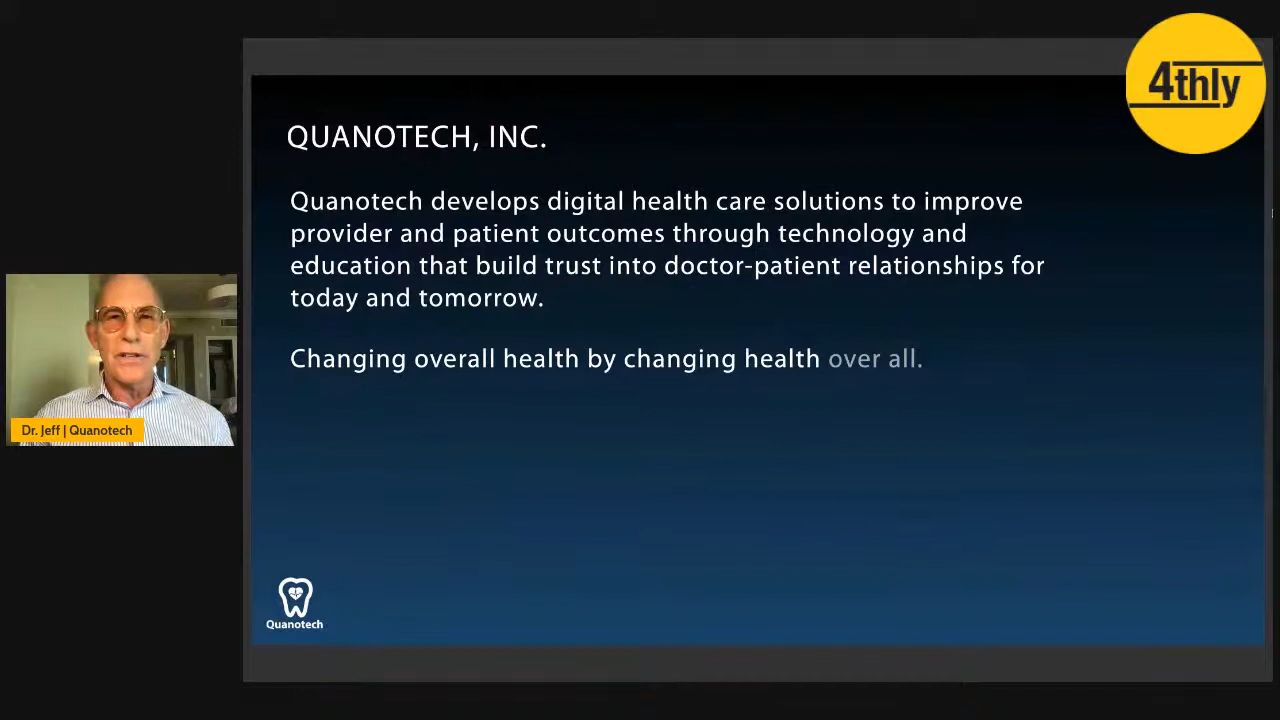 4thly
QUANOTECH, INC.
Quanotech develops digital health care solutions to improve
provider and patient outcomes through technology and
education that build trust into doctor-patient relationships for
today and tomorrow.
Changing overall health by changing health over all.
Dr. Jeff | Quanotech
Quanotech